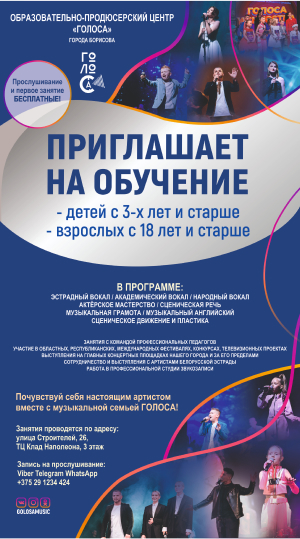 ОБРАЗОВАТЕЛЬНО-ПРОДЮСЕРСКИЙ ЦЕНТР
«ГОЛОСА»
ГОРОДА БОРИСОВА
ГОЛОСА
ГОЛОСА
Прослушивание
и первое занятие
БЕСПЛАТНЫЕ!
ПРИГЛАШАЕТ
НА ОБУЧЕНИЕ
- детей с 3-х лет и старше
- взрослых с 18 лет и старше
В ПРОГРАММЕ:
ЭСТРАДНЫЙ ВОКАЛ / АКАДЕМИЧЕСКИЙ ВОКАЛ / НАРОДНЫЙ ВОКАЛ
АКТЁРСКОЕ МАСТЕРСТВО / СЦЕНИЧЕСКАЯ РЕЧЬ
МУЗЫКАЛЬНАЯ ГРАМОТА / МУЗЫКАЛЬНЫЙ АНГЛИЙСКИЙ
СЦЕНИЧЕСКОЕ ДВИЖЕНИЕ И ПЛАСТИКА
ЗАНЯТИЯ С КОМАНДОЙ ПРОФЕССИОНАЛЬНЫХ ПЕДАГОГОВ
УЧАСТИЕ В ОБЛАСТНЫХ, РЕСПУБЛИКАНСКИХ, МЕЖДУНАРОДНЫХ ФЕСТИВАЛЯХ, КОНКУРСАХ, ТЕЛЕВИЗИОННЫХ ПРОЕКТАХ
ВЫСТУПЛЕНИЯ НА ГЛАВНЫХ КОНЦЕРТНЫХ ПЛОЩАДКАХ НАШЕГО ГОРОДА И ЗА ЕГО ПРЕДЕЛАМИ
СОТРУДНИЧЕСТВО И ВЫСТУПЛЕНИЯ С АРТИСТАМИ БЕЛОРУССКОЙ ЭСТРАДЫ
РАБОТА В ПРОФЕССИОНАЛЬНОЙ СТУДИИ ЗВУКОЗАПИСИ
Почувствуй себя настоящим артистом
вместе с музыкальной семьей ГОЛОСА!
Занятия проводятся по адресу:
улица Строителей, 26,
ТЦ Клад Наполеона, 3 этаж
Запись на прослушивание:
Viber Telegram WhatsApp
+375 29 1234 424
GOLOSAMUSIC